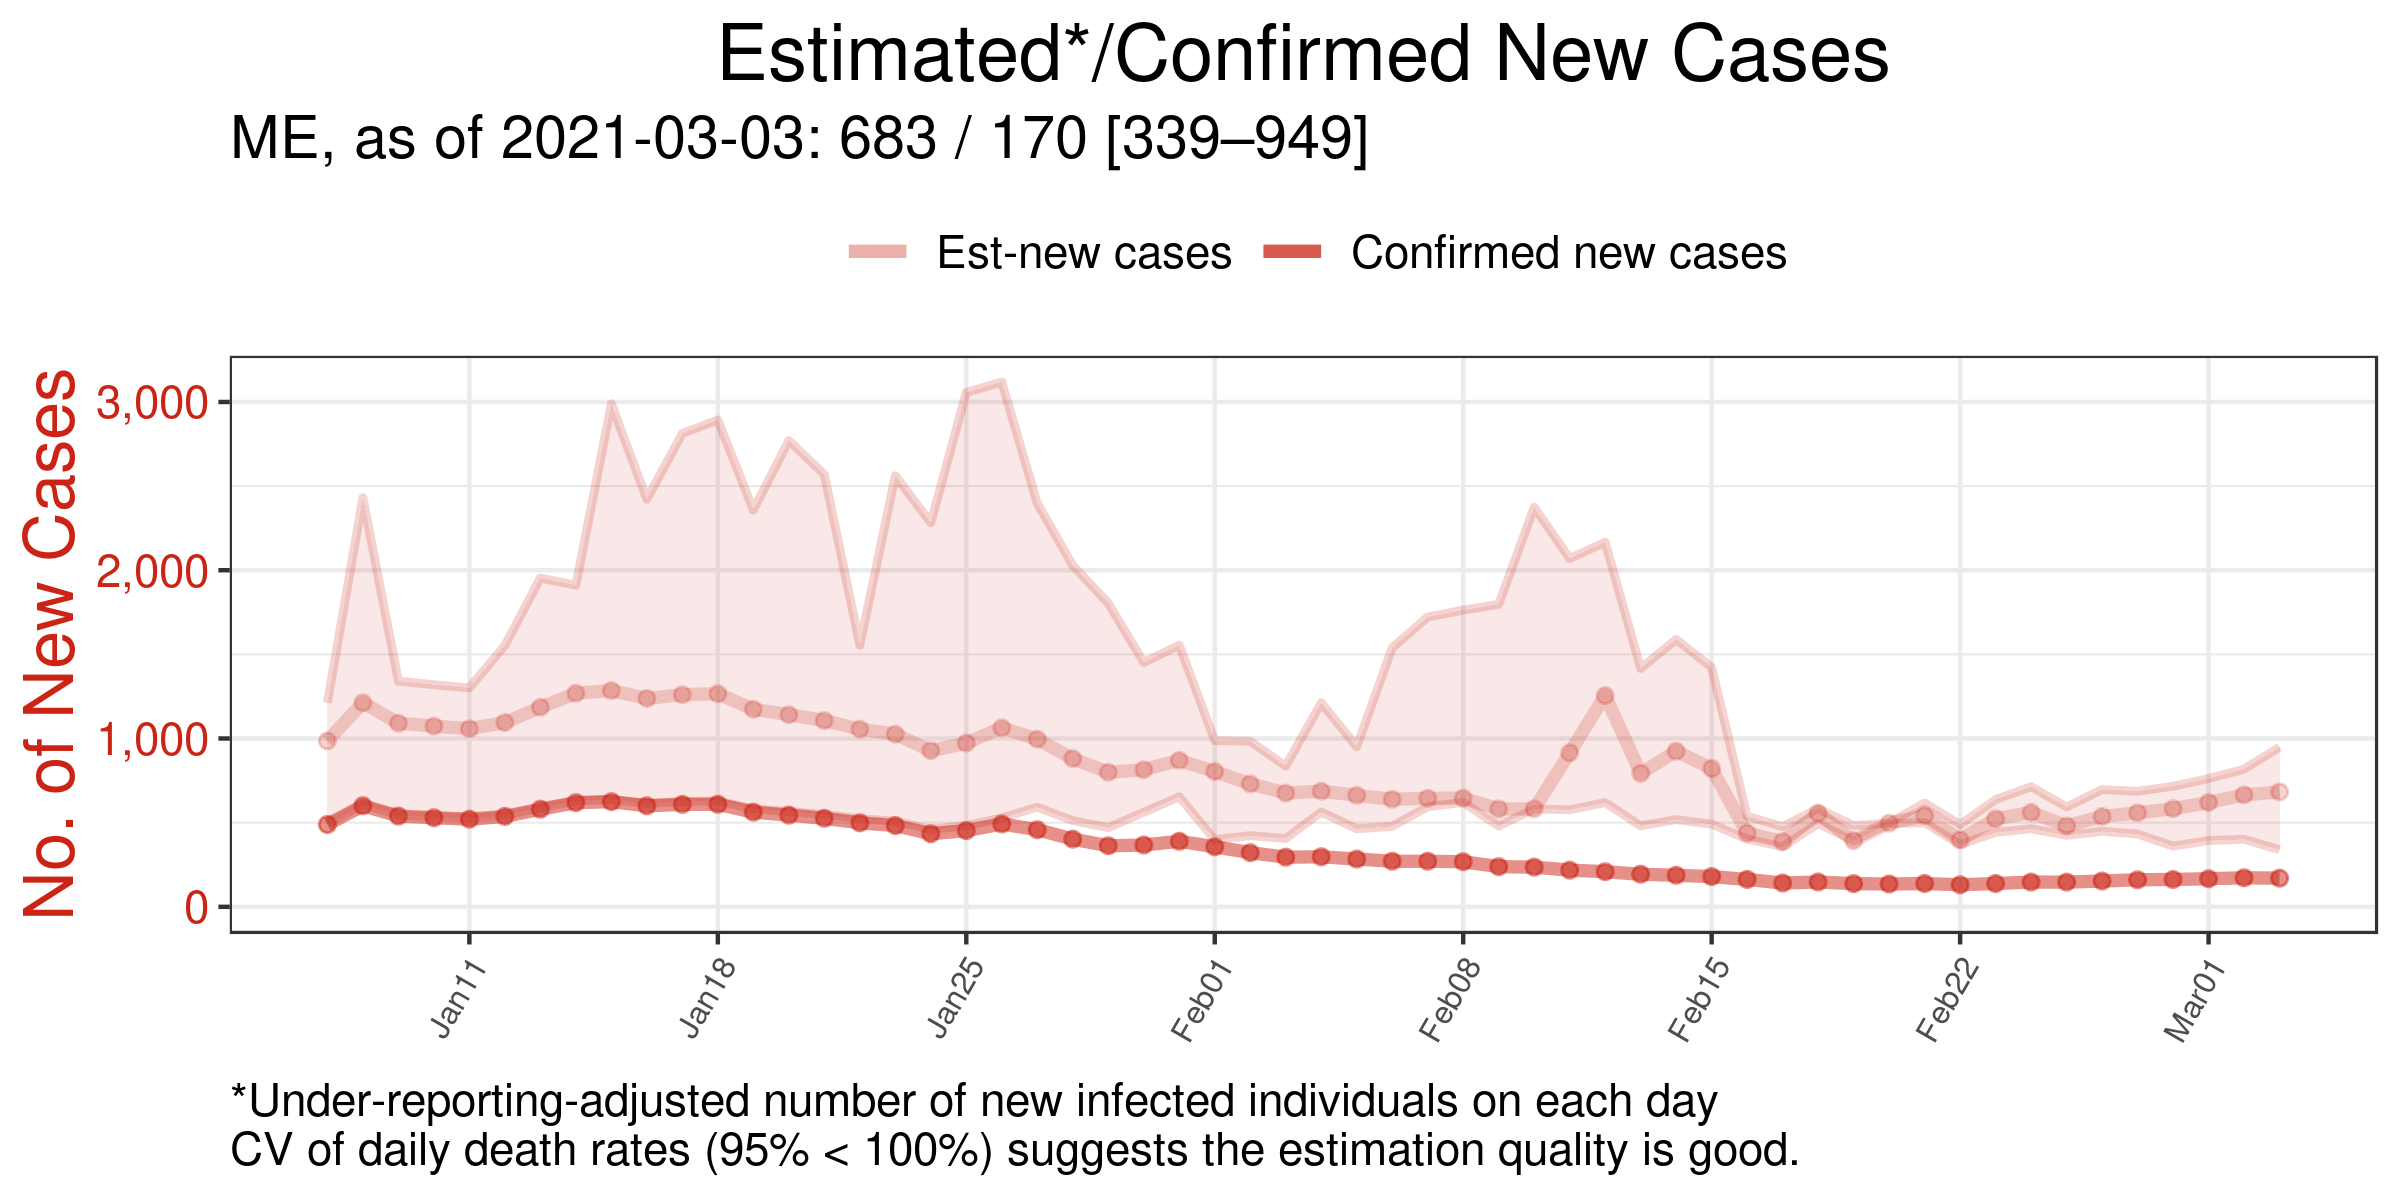 Estimated*/Confirmed New Cases
ME, as of 2021-03-03: 683 / 170 [339–949]
Est-new cases
Confirmed new cases
No. of New Cases
3,000
2,000
1,000
0
Jan11
Jan18
Jan25
Feb01
Feb08
Feb15
Feb22
Mar01
*Under-reporting-adjusted number of new infected individuals on each day
CV of daily death rates (95% < 100%) suggests the estimation quality is good.